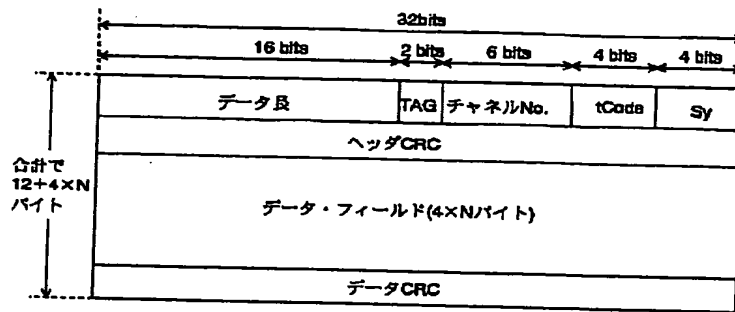 32bits
16 bits
2 bits
6 bits
4 bits
4 bits
データ長
TAG
チャネルNo.
tCode
Sy
ヘッダCRC
合計で
12+4×N
バイト
データ・フィールド(4×Nバイト)
データCRC